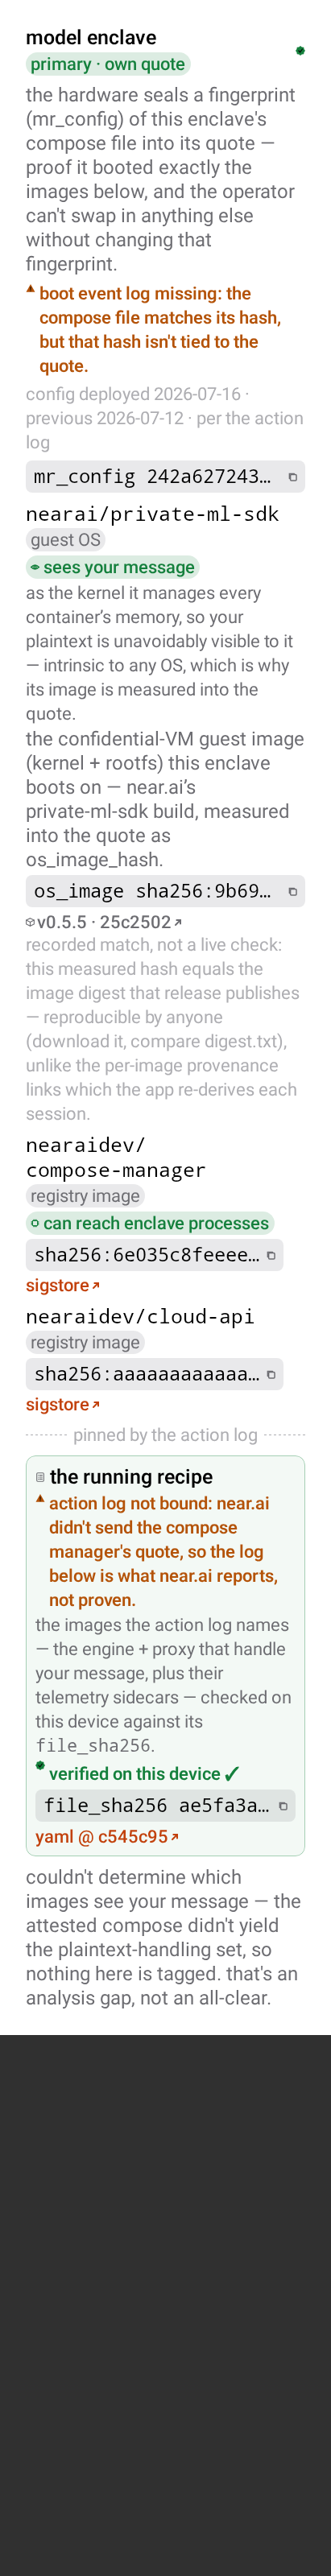 model enclave
primary · own quote
the hardware seals a fingerprint
(mr_config) of this enclave's
compose file into its quote —
proof it booted exactly the
images below, and the operator
can't swap in anything else
without changing that
fingerprint.
boot event log missing: the
compose file matches its hash,
but that hash isn't tied to the
quote.
config deployed 2026-07-16 ·
previous 2026-07-12 · per the action
log
mr_config 242a627243…
nearai/private-ml-sdk
guest OS
sees your message
as the kernel it manages every
container’s memory, so your
plaintext is unavoidably visible to it
— intrinsic to any OS, which is why
its image is measured into the
quote.
the confidential-VM guest image
(kernel + rootfs) this enclave
boots on — near.ai’s
private-ml-sdk build, measured
into the quote as
os_image_hash.
os_image sha256:9b69…
v0.5.5 · 25c2502↗
recorded match, not a live check:
this measured hash equals the
image digest that release publishes
— reproducible by anyone
(download it, compare digest.txt),
unlike the per-image provenance
links which the app re-derives each
session.
nearaidev/
compose-manager
registry image
can reach enclave processes
sha256:6e035c8feeee…
sigstore↗
nearaidev/cloud-api
registry image
sha256:aaaaaaaaaaaa…
sigstore↗
pinned by the action log
the running recipe
action log not bound: near.ai
didn't send the compose
manager's quote, so the log
below is what near.ai reports,
not proven.
the images the action log names
— the engine + proxy that handle
your message, plus their
telemetry sidecars — checked on
this device against its
file_sha256.
verified on this device ✓
file_sha256 ae5fa3a…
yaml @ c545c95↗
couldn't determine which
images see your message — the
attested compose didn't yield
the plaintext-handling set, so
nothing here is tagged. that's an
analysis gap, not an all-clear.